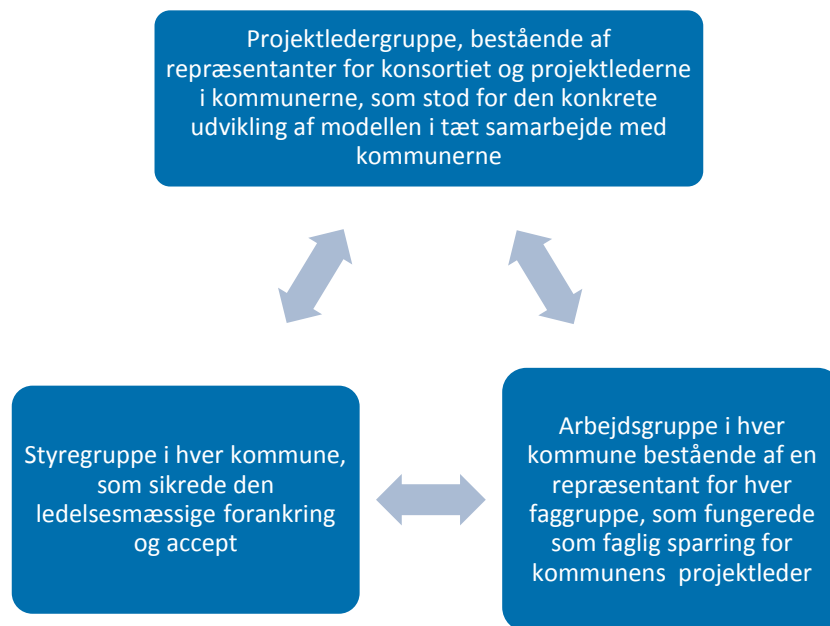 Projektledergruppe, bestående af
repræsentanter for konsortiet og projektlederne
i kommunerne, som stod for den konkrete
udvikling af modellen i tæt samarbejde med
kommunerne
Styregruppe i hver kommune,
som sikrede den
ledelsesmæssige forankring
og accept
Arbejdsgruppe i hver
kommune bestående af en
repræsentant for hver
faggruppe, som fungerede
som faglig sparring for
kommunens projektleder